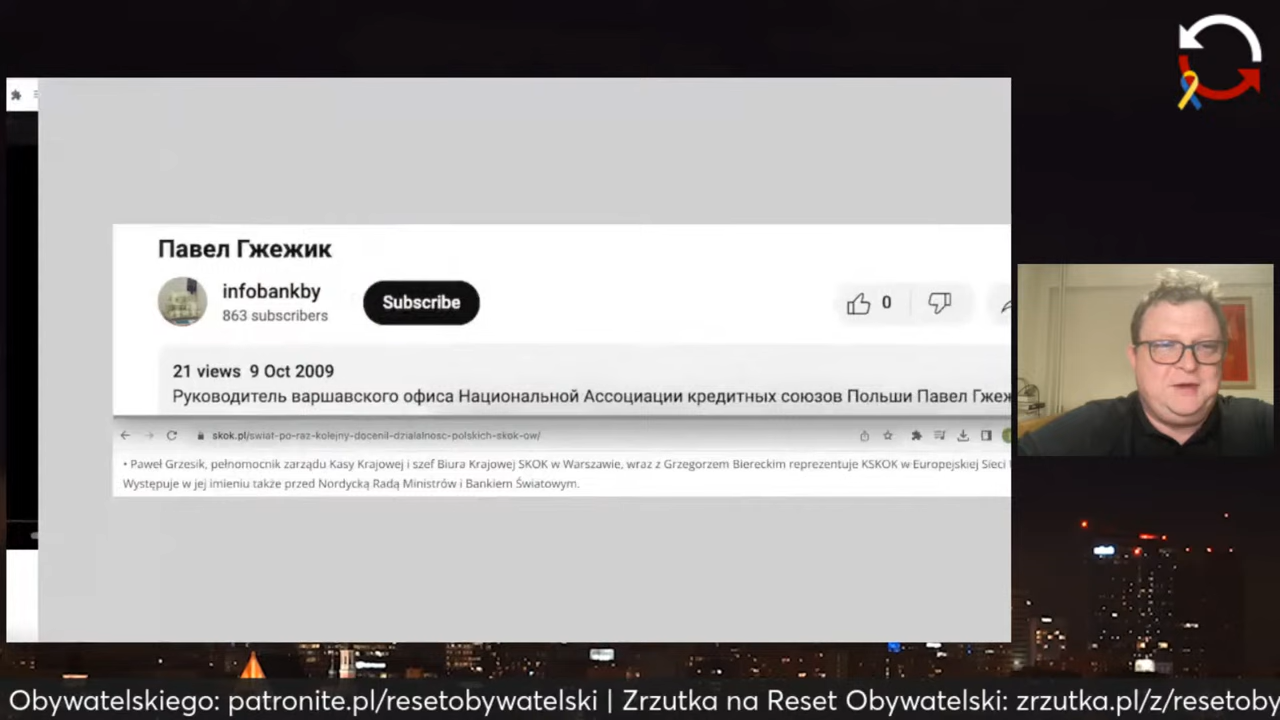 Павел Гжежик
infobankby
863 subscribers
Subscribe
0
21 views 9 Oct 2009
Руководитель варшавского офиса Национальной Ассоциации кредитных союзов Польши Павел Гжеж
skok.pl/swiat-po-raz-kolejny-docenil-dzialalnosc-polskich-skok-ow/
• Paweł Grzesik, pełnomocnik zarządu Kasy Krajowej i szef Biura Krajowej SKOK w Warszawie, wraz z Grzegorzem Biereckim reprezentuje KSKOK w Europejskiej Sieci
Występuje w jej imieniu także przed Nordycką Radą Ministrów i Bankiem Światowym.
Obywatelskiego: patronite.pl/resetobywatelski | Zrzutka na Reset Obywatelski: zrzutka.pl/z/resetoby